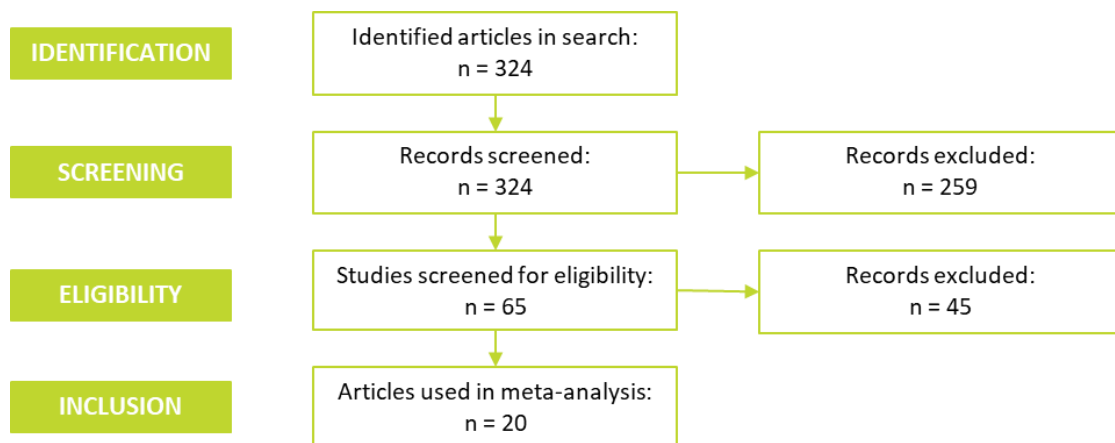 IDENTIFICATION
Identified articles in search:
n = 324
SCREENING
Records screened:
n = 324
Records excluded:
n = 259
ELIGIBILITY
Studies screened for eligibility:
n = 65
Records excluded:
n = 45
INCLUSION
Articles used in meta-analysis:
n = 20